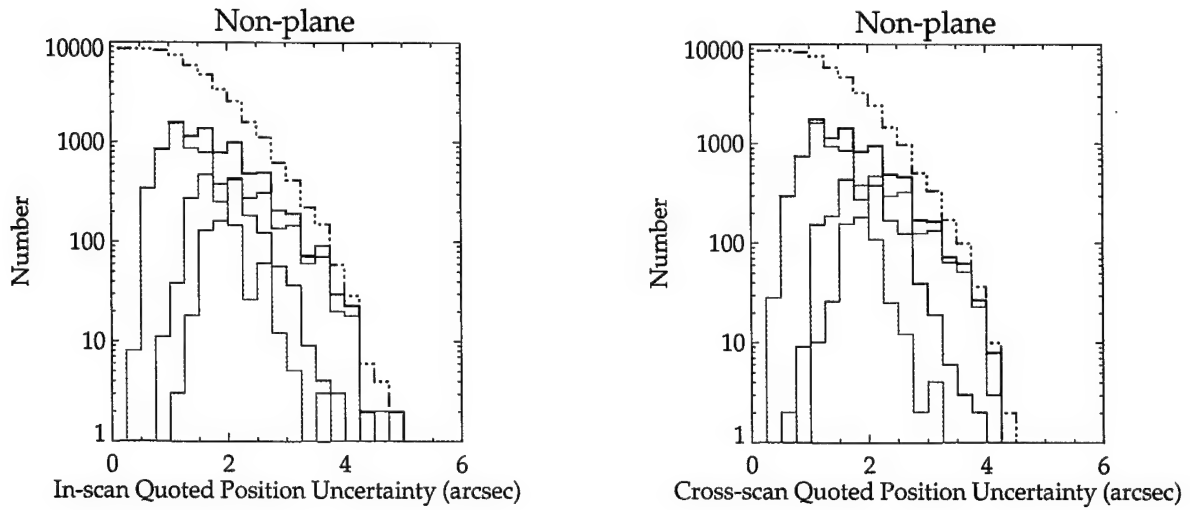 Non-plane
10000
1000
100
10
1
Number
0 2 4 6
In-scan Quoted Position Uncertainty (arcsec)
Non-plane
10000
1000
100
10
1
Number
0 2 4 6
Cross-scan Quoted Position Uncertainty (arcsec)